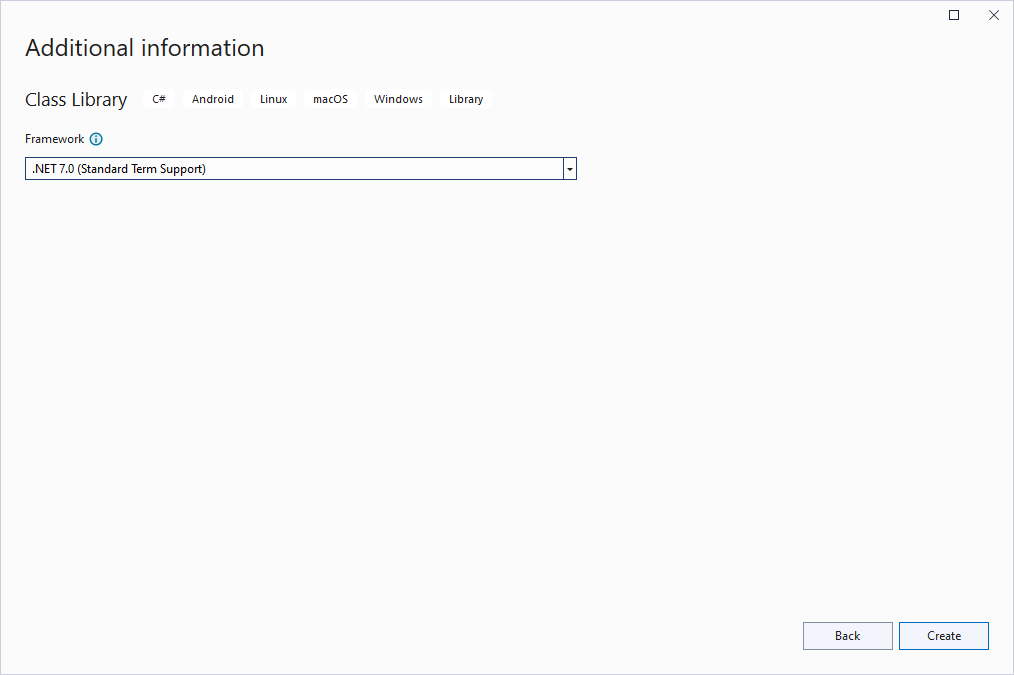 Additional information
Class Library C# Android Linux macOS Windows Library
Framework
.NET 7.0 (Standard Term Support)
Back Create